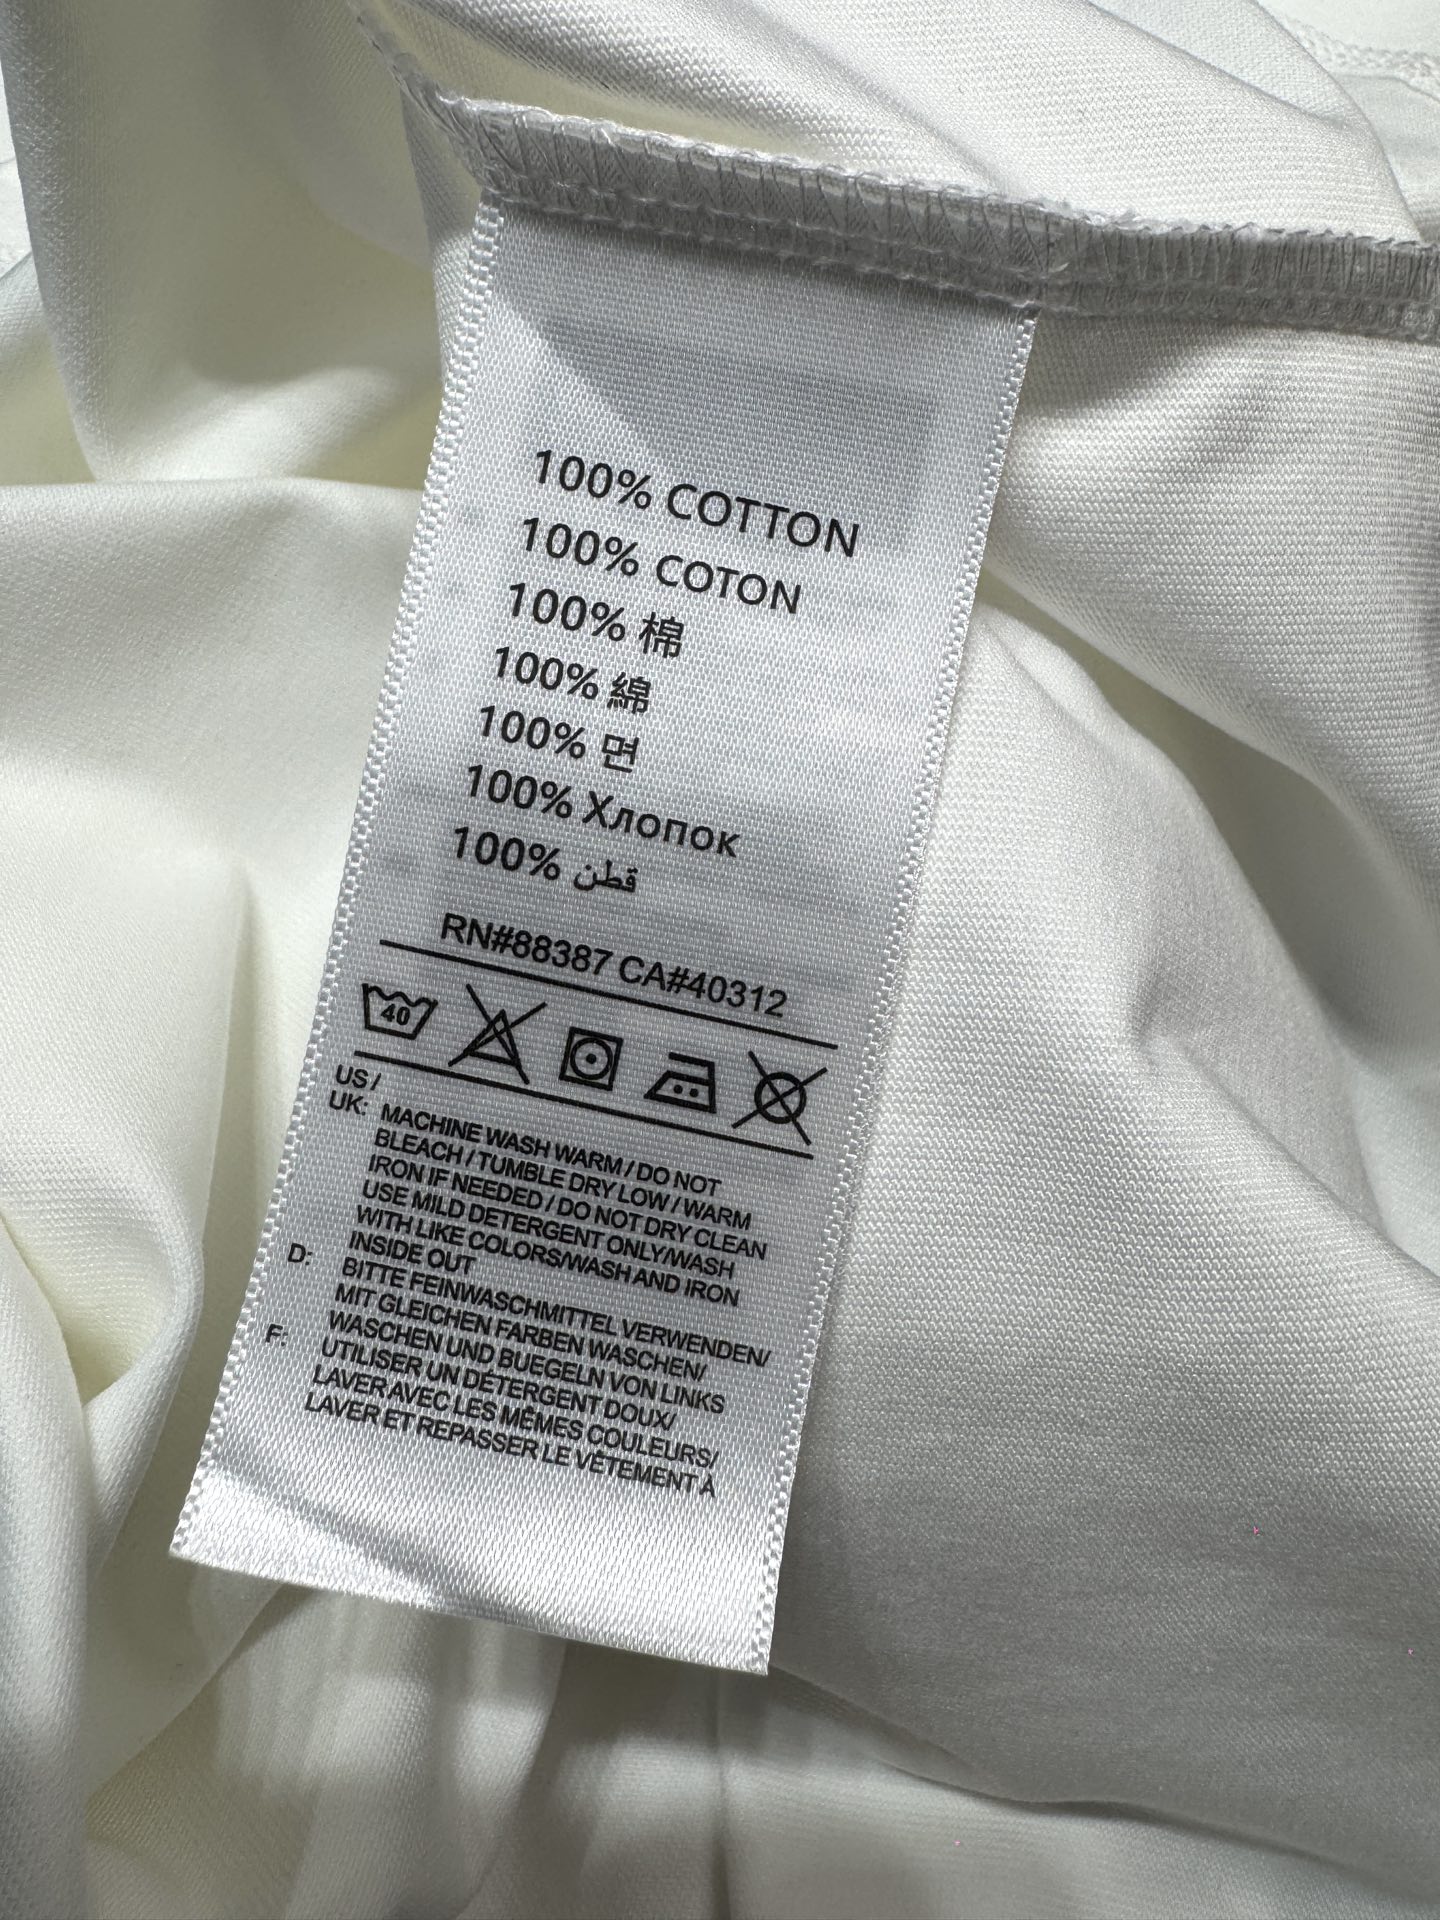 100% COTTON
100% COTON
100% 棉
100% 綿
100% 면
100% Хлопок
100% قطن
RN#88387 CA#40312
40
US /
UK: MACHINE WASH WARM / DO NOT
BLEACH / TUMBLE DRY LOW / WARM
IRON IF NEEDED / DO NOT DRY CLEAN
USE MILD DETERGENT ONLY/WASH
WITH LIKE COLORS/WASH AND IRON
INSIDE OUT
D: BITTE FEINWASCHMITTEL VERWENDEN/
MIT GLEICHEN FARBEN WASCHEN/
WASCHEN UND BUEGELN VON LINKS
F: UTILISER UN DÉTERGENT DOUX/
LAVER AVEC LES MÊMES COULEURS/
LAVER ET REPASSER LE VÊTEMENT À